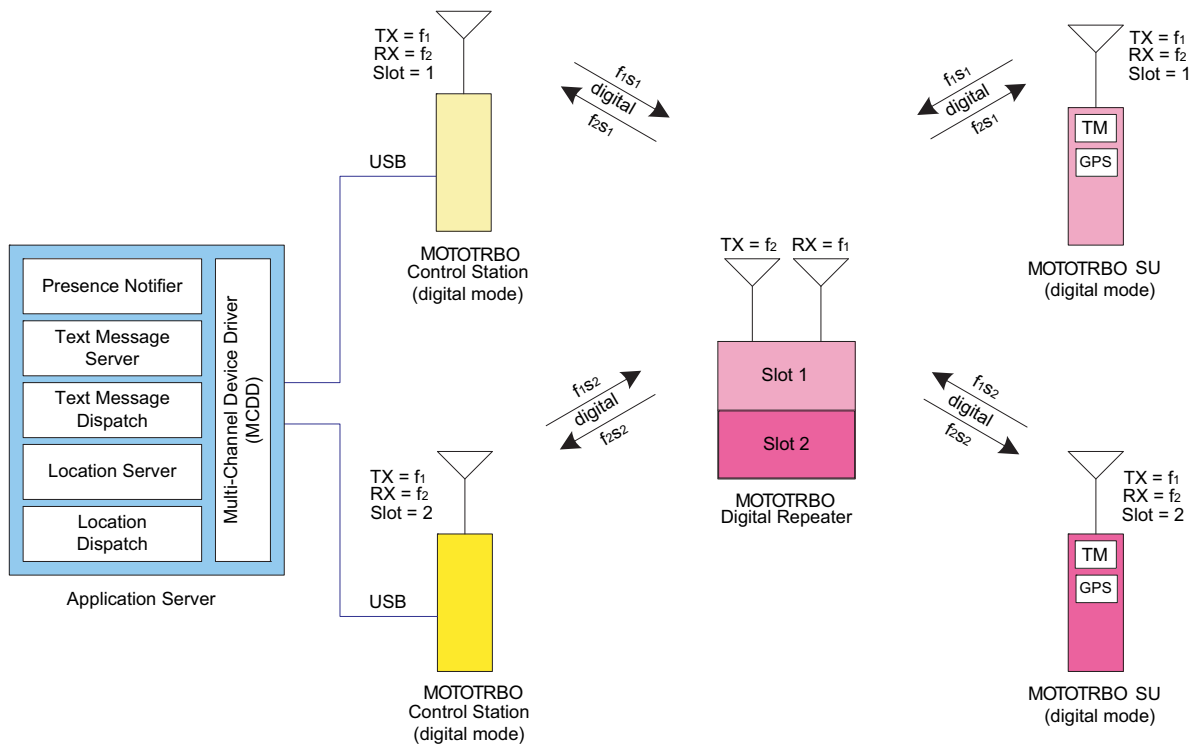 TX = f1
RX = f2
Slot = 1
f1s1
digital
f2s1
f1s1
digital
f2s1
TX = f1
RX = f2
Slot = 1
TM
GPS
USB
MOTOTRBO
Control Station
(digital mode)
TX = f2
RX = f1
MOTOTRBO SU
(digital mode)
Presence Notifier
Text Message
Server
Text Message
Dispatch
Location Server
Location
Dispatch
Multi-Channel Device Driver
(MCDD)
Application Server
Slot 1
Slot 2
MOTOTRBO
Digital Repeater
f1s2
digital
f2s2
f1s2
digital
f2s2
TX = f1
RX = f2
Slot = 2
USB
MOTOTRBO
Control Station
(digital mode)
TX = f1
RX = f2
Slot = 2
TM
GPS
MOTOTRBO SU
(digital mode)